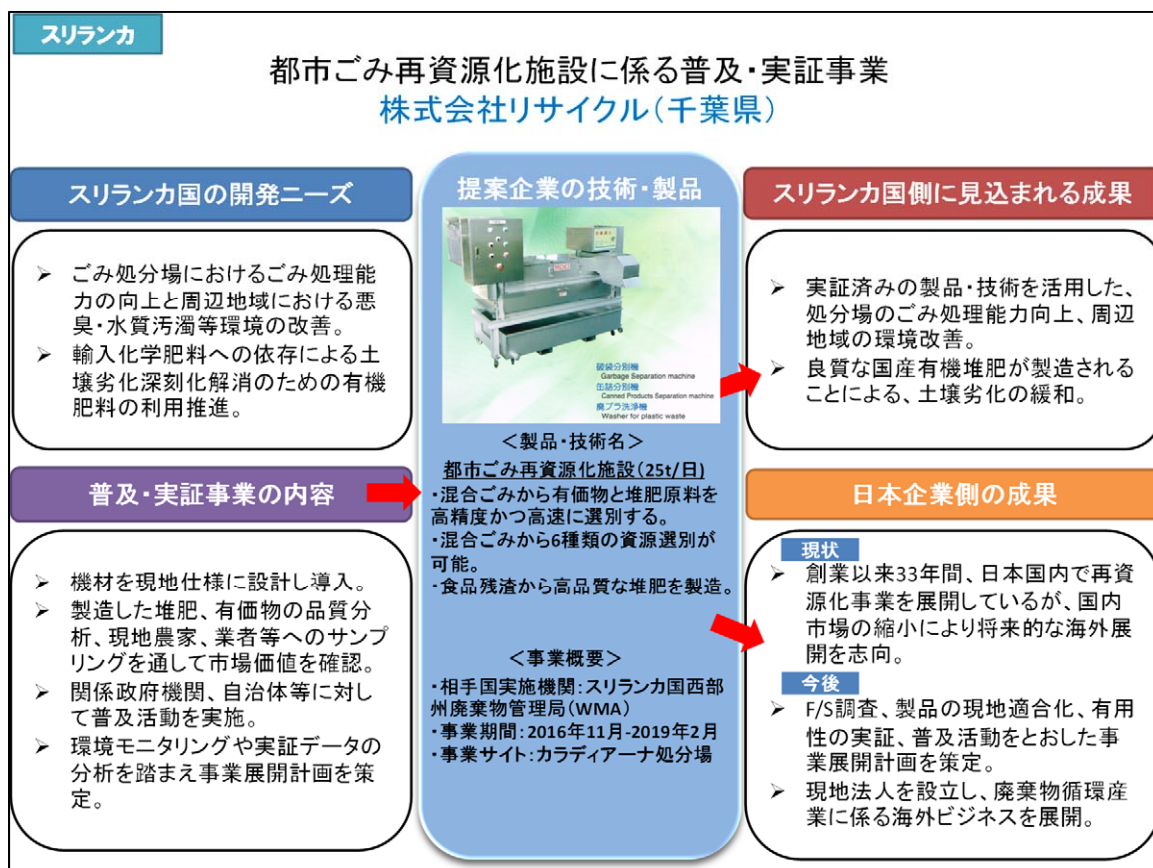 スリランカ
都市ごみ再資源化施設に係る普及・実証事業
株式会社リサイクル(千葉県)
スリランカ国の開発ニーズ
➢ ごみ処分場におけるごみ処理能
力の向上と周辺地域における悪
臭・水質汚濁等環境の改善。
➢ 輸入化学肥料への依存による土
壌劣化深刻化解消のための有機
肥料の利用推進。
普及・実証事業の内容
➢ 機材を現地仕様に設計し導入。
➢ 製造した堆肥、有価物の品質分
析、現地農家、業者等へのサンプ
リングを通して市場価値を確認。
➢ 関係政府機関、自治体等に対し
て普及活動を実施。
➢ 環境モニタリングや実証データの
分析を踏まえ事業展開計画を策
定。
提案企業の技術・製品
破袋分別機
Garbage Separation machine
缶詰分別機
Canned Products Separation machine
廃プラ洗浄機
Washer for plastic waste
<製品・技術名>
都市ごみ再資源化施設(25t/日)
・混合ごみから有価物と堆肥原料を
高精度かつ高速に選別する。
・混合ごみから6種類の資源選別が
可能。
・食品残渣から高品質な堆肥を製造。
<事業概要>
・相手国実施機関:スリランカ国西部
州廃棄物管理局(WMA)
・事業期間:2016年11月-2019年2月
・事業サイト:カラディアーナ処分場
スリランカ国側に見込まれる成果
➢ 実証済みの製品・技術を活用した、
処分場のごみ処理能力向上、周辺
地域の環境改善。
➢ 良質な国産有機堆肥が製造され
ることによる、土壌劣化の緩和。
日本企業側の成果
現状
➢ 創業以来33年間、日本国内で再資
源化事業を展開しているが、国内
市場の縮小により将来的な海外展
開を志向。
今後
➢ F/S調査、製品の現地適合化、有用
性の実証、普及活動をとおした事
業展開計画を策定。
➢ 現地法人を設立し、廃棄物循環産
業に係る海外ビジネスを展開。